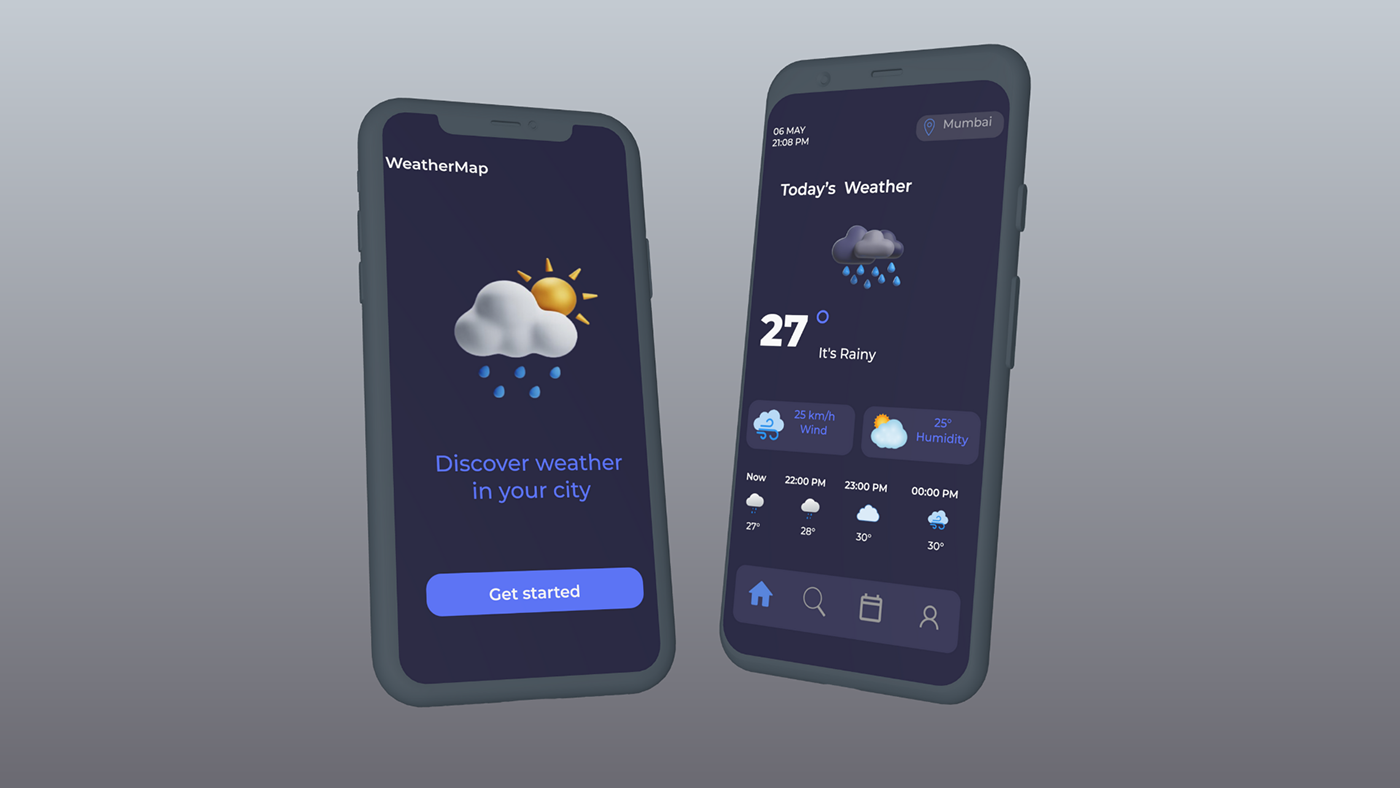 WeatherMap
Discover weather
in your city
Get started
06 MAY
21:08 PM
Mumbai
Today's Weather
27°
It's Rainy
25 km/h
Wind
25°
Humidity
Now 22:00 PM 23:00 PM 00:00 PM
27° 28° 30° 30°